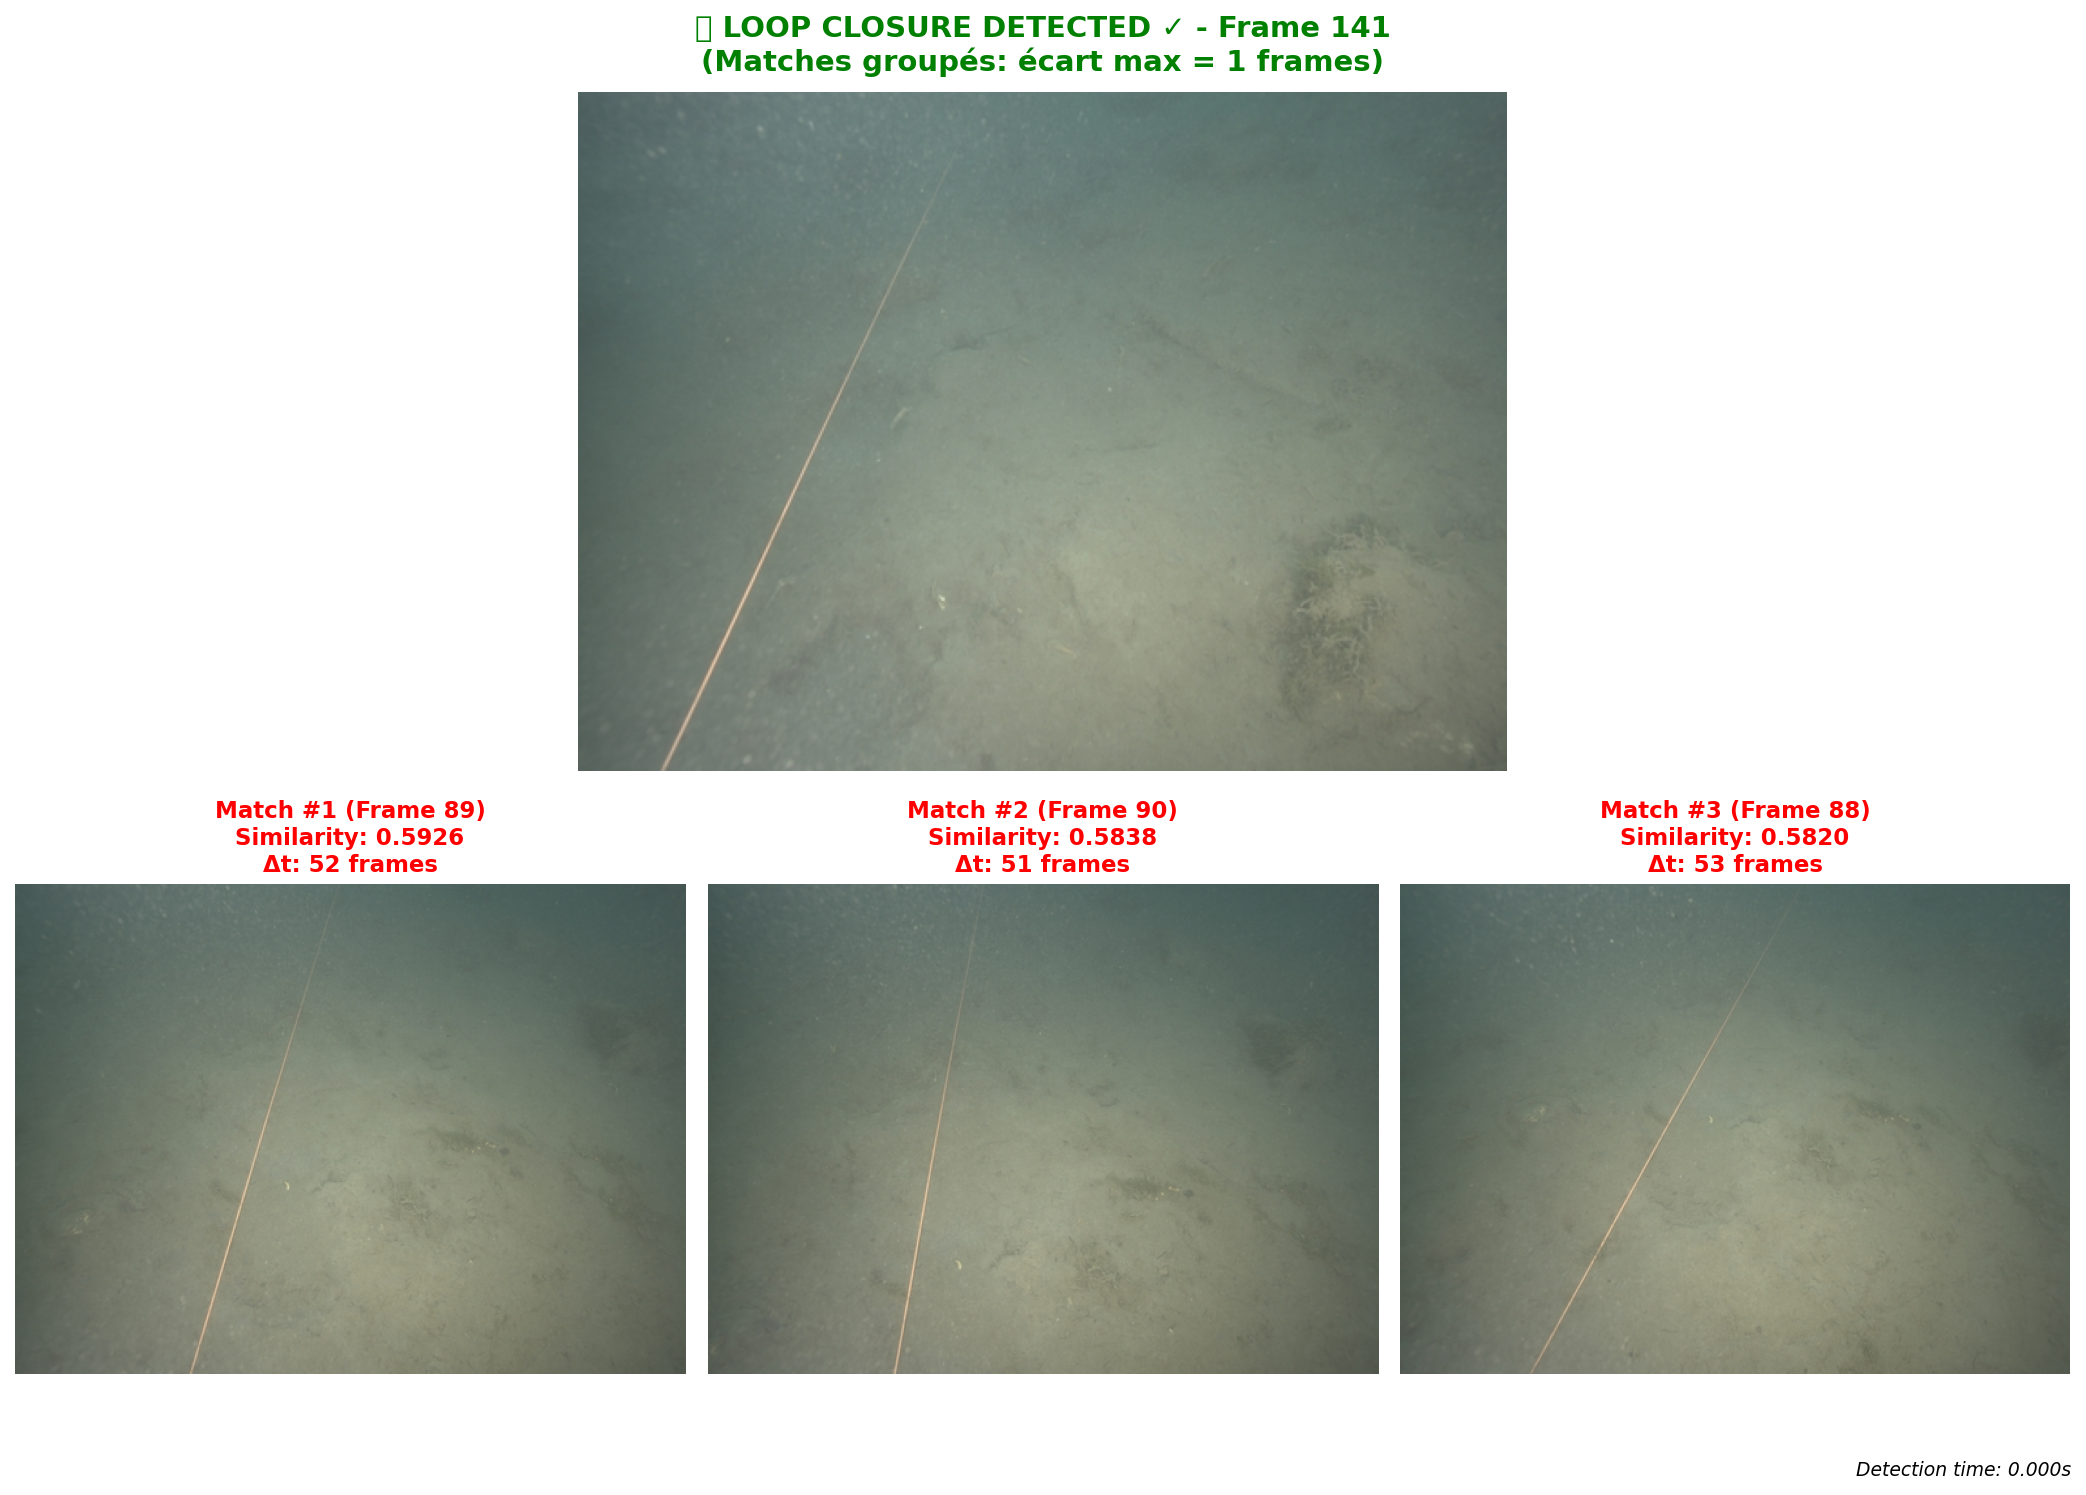 ▯ LOOP CLOSURE DETECTED ✓ - Frame 141
(Matches groupés: écart max = 1 frames)
Match #1 (Frame 89)
Similarity: 0.5926
Δt: 52 frames
Match #2 (Frame 90)
Similarity: 0.5838
Δt: 51 frames
Match #3 (Frame 88)
Similarity: 0.5820
Δt: 53 frames
Detection time: 0.000s